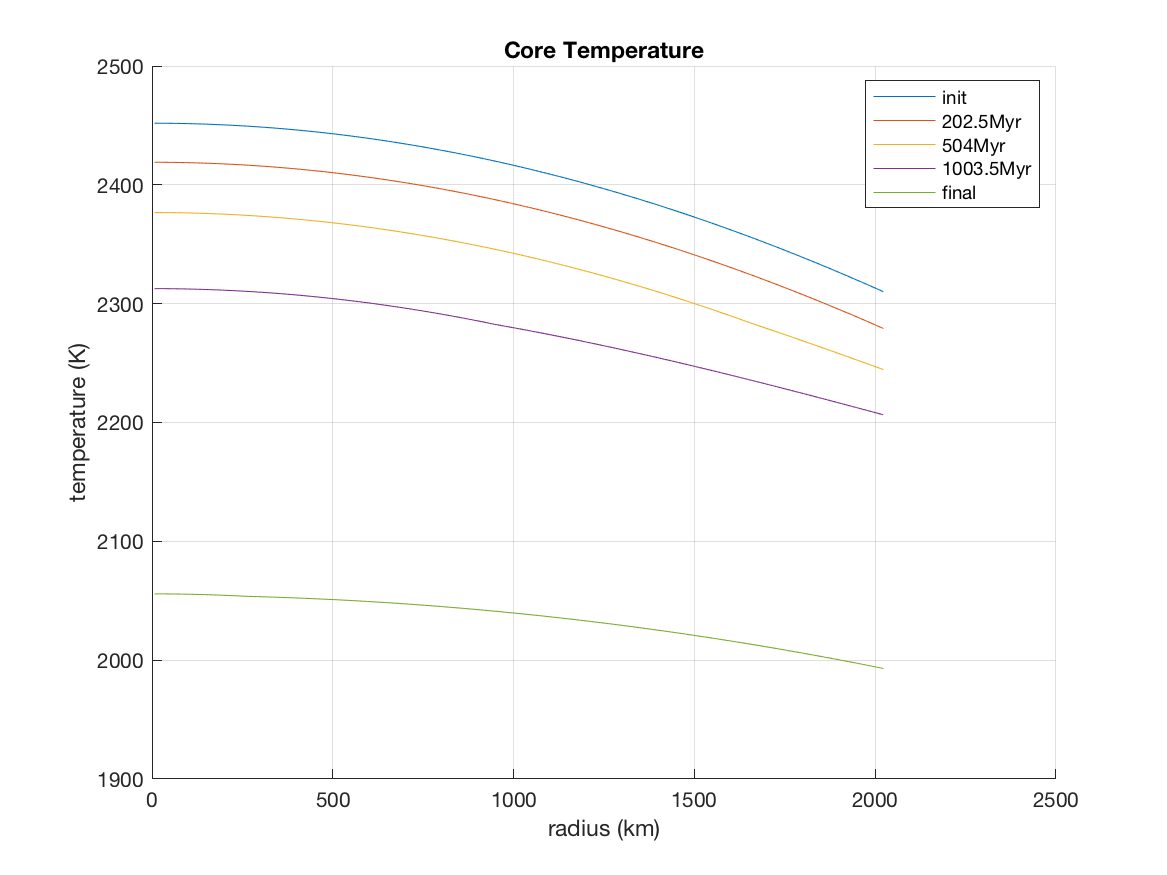 Core Temperature
2500
2400
2300
2200
2100
2000
1900
temperature (K)
init
202.5Myr
504Myr
1003.5Myr
final
0
500
1000
1500
2000
2500
radius (km)